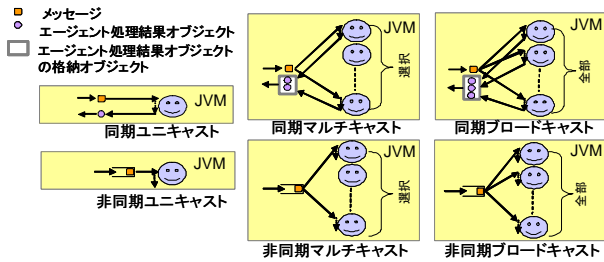 メッセージ
エージェント処理結果オブジェクト
エージェント処理結果オブジェクト
の格納オブジェクト
JVM
同期ユニキャスト
JVM
選択
同期マルチキャスト
JVM
全部
同期ブロードキャスト
JVM
非同期ユニキャスト
JVM
選択
非同期マルチキャスト
JVM
全部
非同期ブロードキャスト